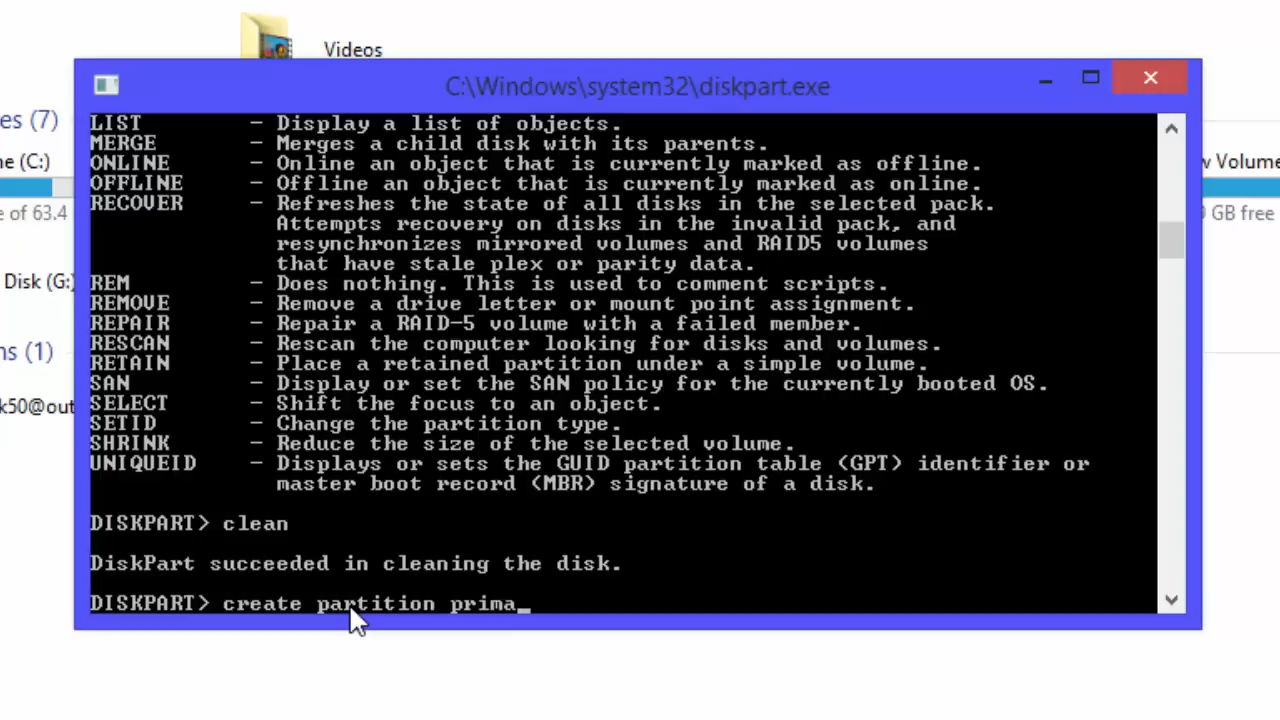 Videos
C:\Windows\system32\diskpart.exe
es (7)
ne (C:)
e of 63.4
Disk (G:)
ns (1)
k50@out
w Volume
GB free
LIST - Display a list of objects.
MERGE - Merges a child disk with its parents.
ONLINE - Online an object that is currently marked as offline.
OFFLINE - Offline an object that is currently marked as online.
RECOVER - Refreshes the state of all disks in the selected pack.
Attempts recovery on disks in the invalid pack, and
resynchronizes mirrored volumes and RAID5 volumes
that have stale plex or parity data.
REM - Does nothing. This is used to comment scripts.
REMOVE - Remove a drive letter or mount point assignment.
REPAIR - Repair a RAID-5 volume with a failed member.
RESCAN - Rescan the computer looking for disks and volumes.
RETAIN - Place a retained partition under a simple volume.
SAN - Display or set the SAN policy for the currently booted OS.
SELECT - Shift the focus to an object.
SETID - Change the partition type.
SHRINK - Reduce the size of the selected volume.
UNIQUEID - Displays or sets the GUID partition table (GPT) identifier or
master boot record (MBR) signature of a disk.
DISKPART> clean
DiskPart succeeded in cleaning the disk.
DISKPART> create partition prima_